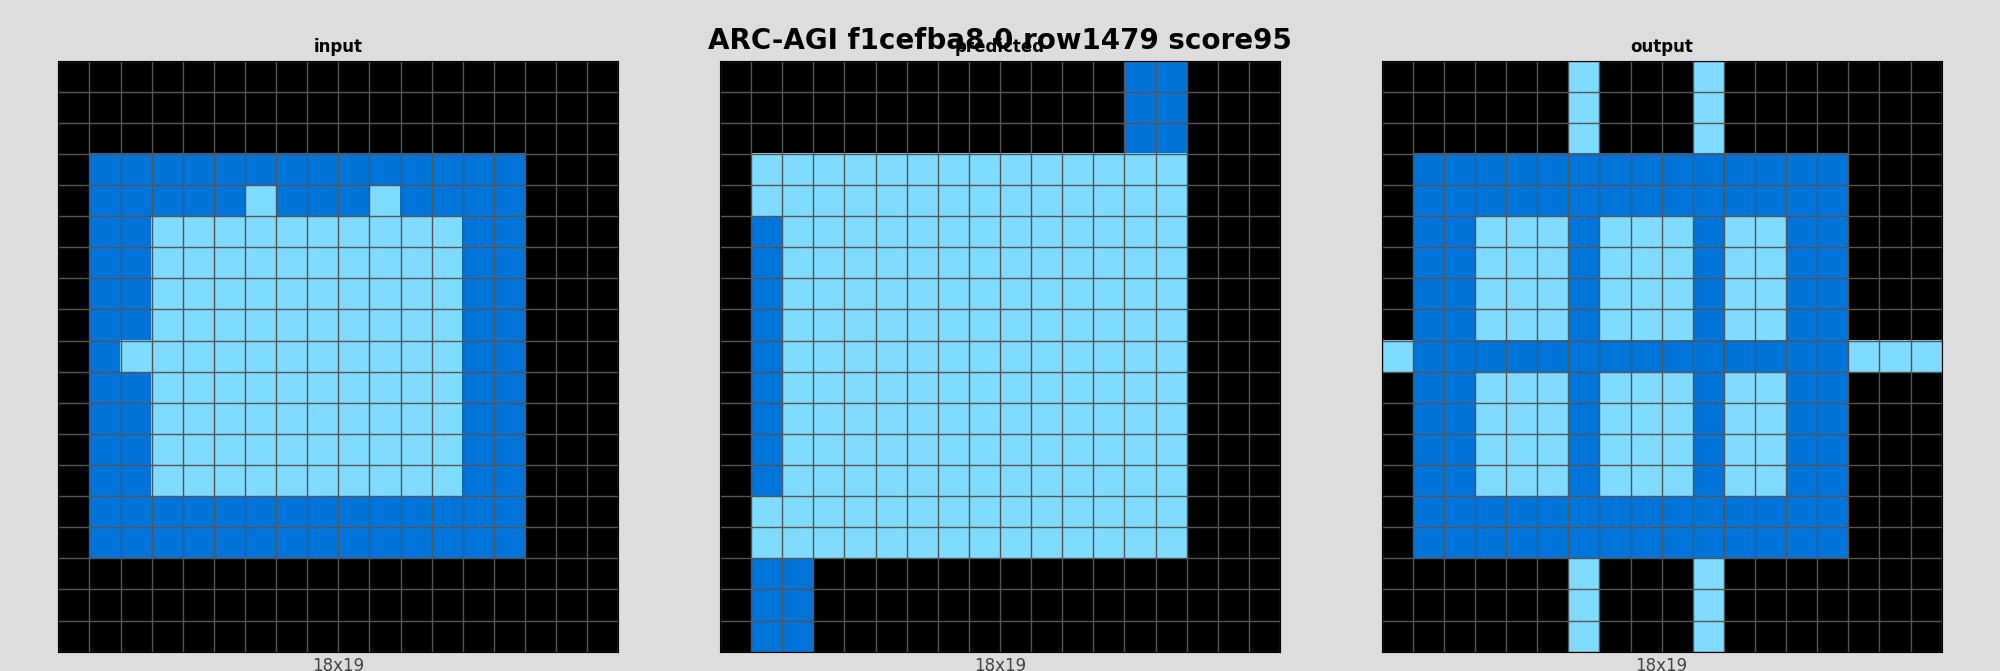 ARC-AGI f1cefba8.0 row1479 score95
input
predicted
output
18x19
18x19
18x19